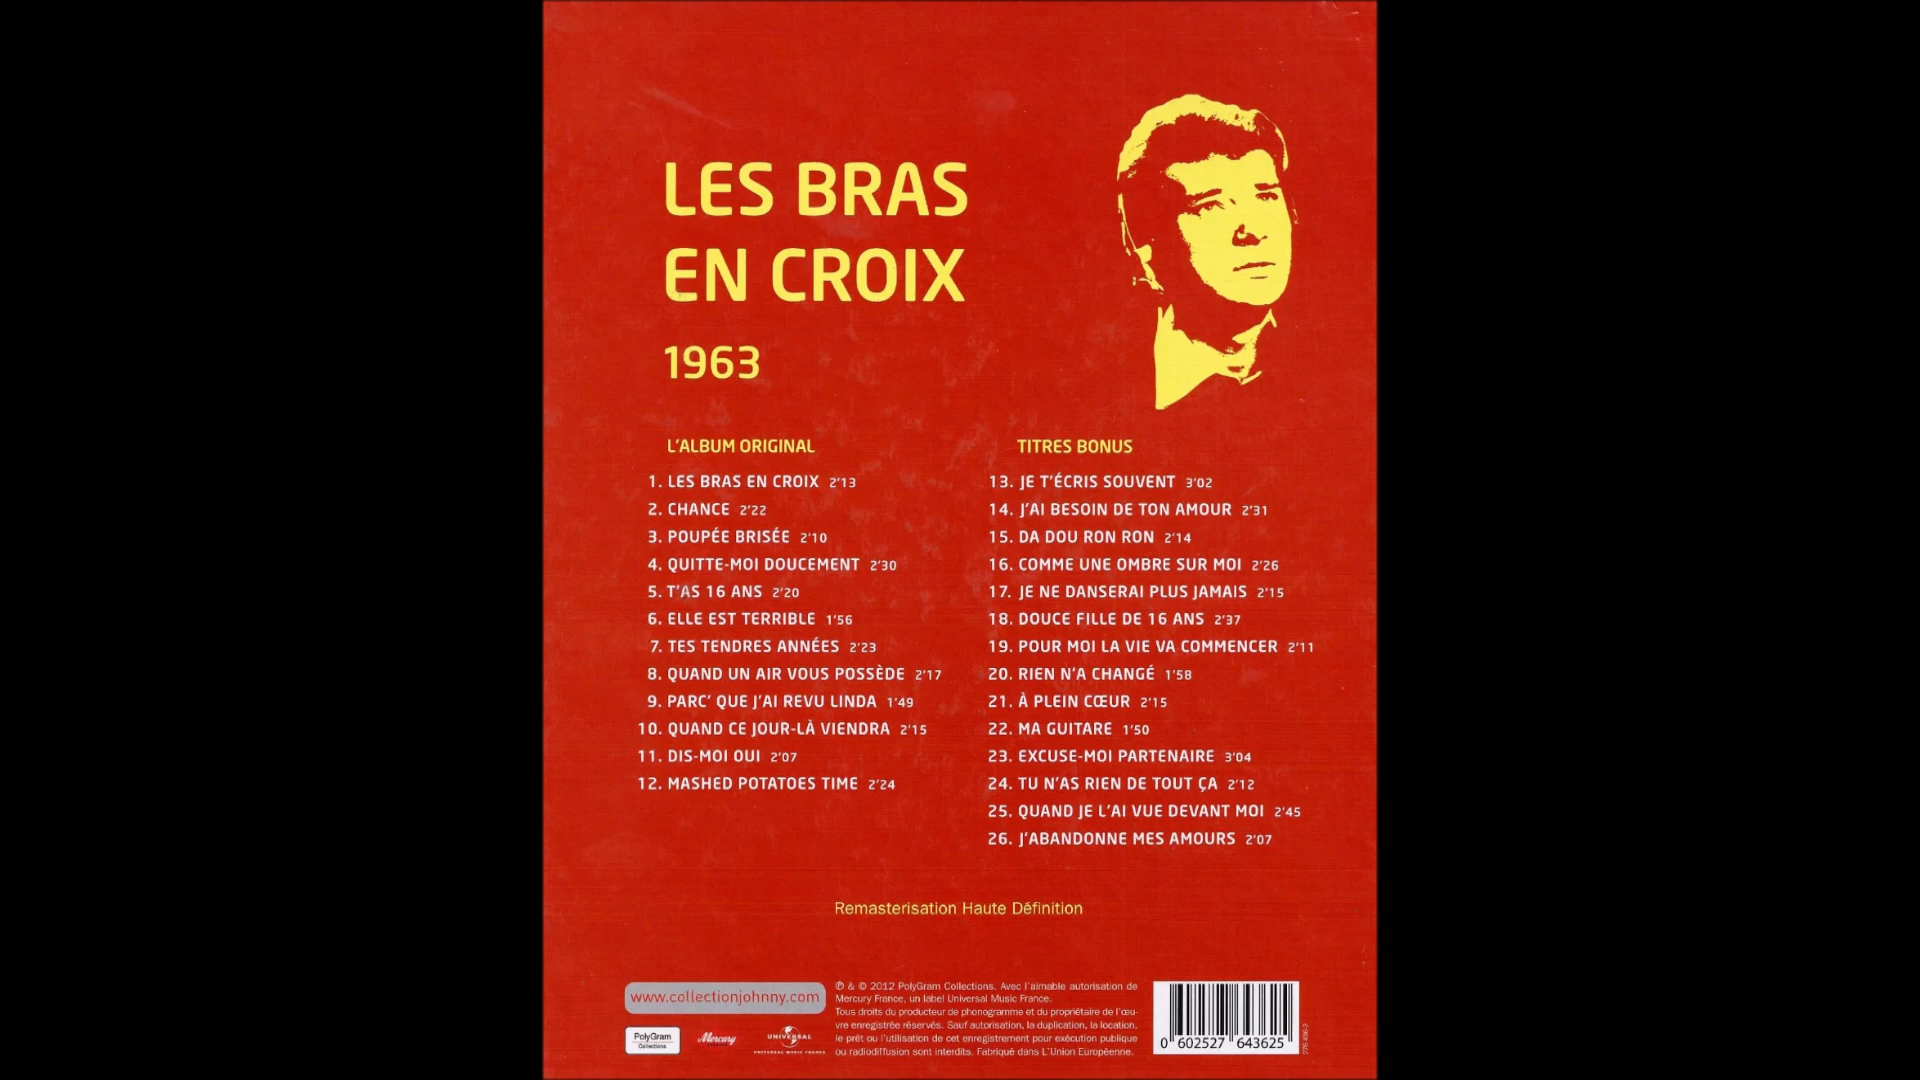 LES BRAS
EN CROIX
1963
L'ALBUM ORIGINAL
1. LES BRAS EN CROIX 2'13
2. CHANCE 2'22
3. POUPÉE BRISÉE 2'10
4. QUITTE-MOI DOUCEMENT 2'30
5. T'AS 16 ANS 2'20
6. ELLE EST TERRIBLE 1'56
7. TES TENDRES ANNÉES 2'23
8. QUAND UN AIR VOUS POSSÈDE 2'17
9. PARC' QUE J'AI REVU LINDA 1'49
10. QUAND CE JOUR-LÀ VIENDRA 2'15
11. DIS-MOI OUI 2'07
12. MASHED POTATOES TIME 2'24
TITRES BONUS
13. JE T'ÉCRIS SOUVENT 3'02
14. J'AI BESOIN DE TON AMOUR 2'31
15. DA DOU RON RON 2'14
16. COMME UNE OMBRE SUR MOI 2'26
17. JE NE DANSERAI PLUS JAMAIS 2'15
18. DOUCE FILLE DE 16 ANS 2'37
19. POUR MOI LA VIE VA COMMENCER 2'11
20. RIEN N'A CHANGÉ 1'58
21. À PLEIN CŒUR 2'15
22. MA GUITARE 1'50
23. EXCUSE-MOI PARTENAIRE 3'04
24. TU N'AS RIEN DE TOUT ÇA 2'12
25. QUAND JE L'AI VUE DEVANT MOI 2'45
26. J'ABANDONNE MES AMOURS 2'07
Remasterisation Haute Définition
www.collectionjohnny.com
PolyGram
Collections
Mercury
UNIVERSAL
UNIVERSAL MUSIC FRANCE
℗ & © 2012 PolyGram Collections. Avec l'aimable autorisation de
Mercury France, un label Universal Music France.
Tous droits du producteur de phonogramme et du propriétaire de l'œu-
vre enregistrée réservés. Sauf autorisation, la duplication, la location,
le prêt ou l'utilisation de cet enregistrement pour exécution publique
ou radiodiffusion sont interdits. Fabriqué dans L'Union Européenne.
0 602527 643625